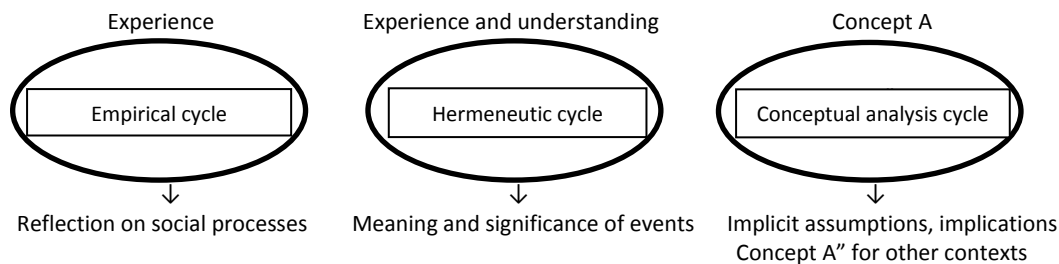 Experience
Experience and understanding
Concept A
Empirical cycle
Hermeneutic cycle
Conceptual analysis cycle
Reflection on social processes
Meaning and significance of events
Implicit assumptions, implications
Concept A” for other contexts